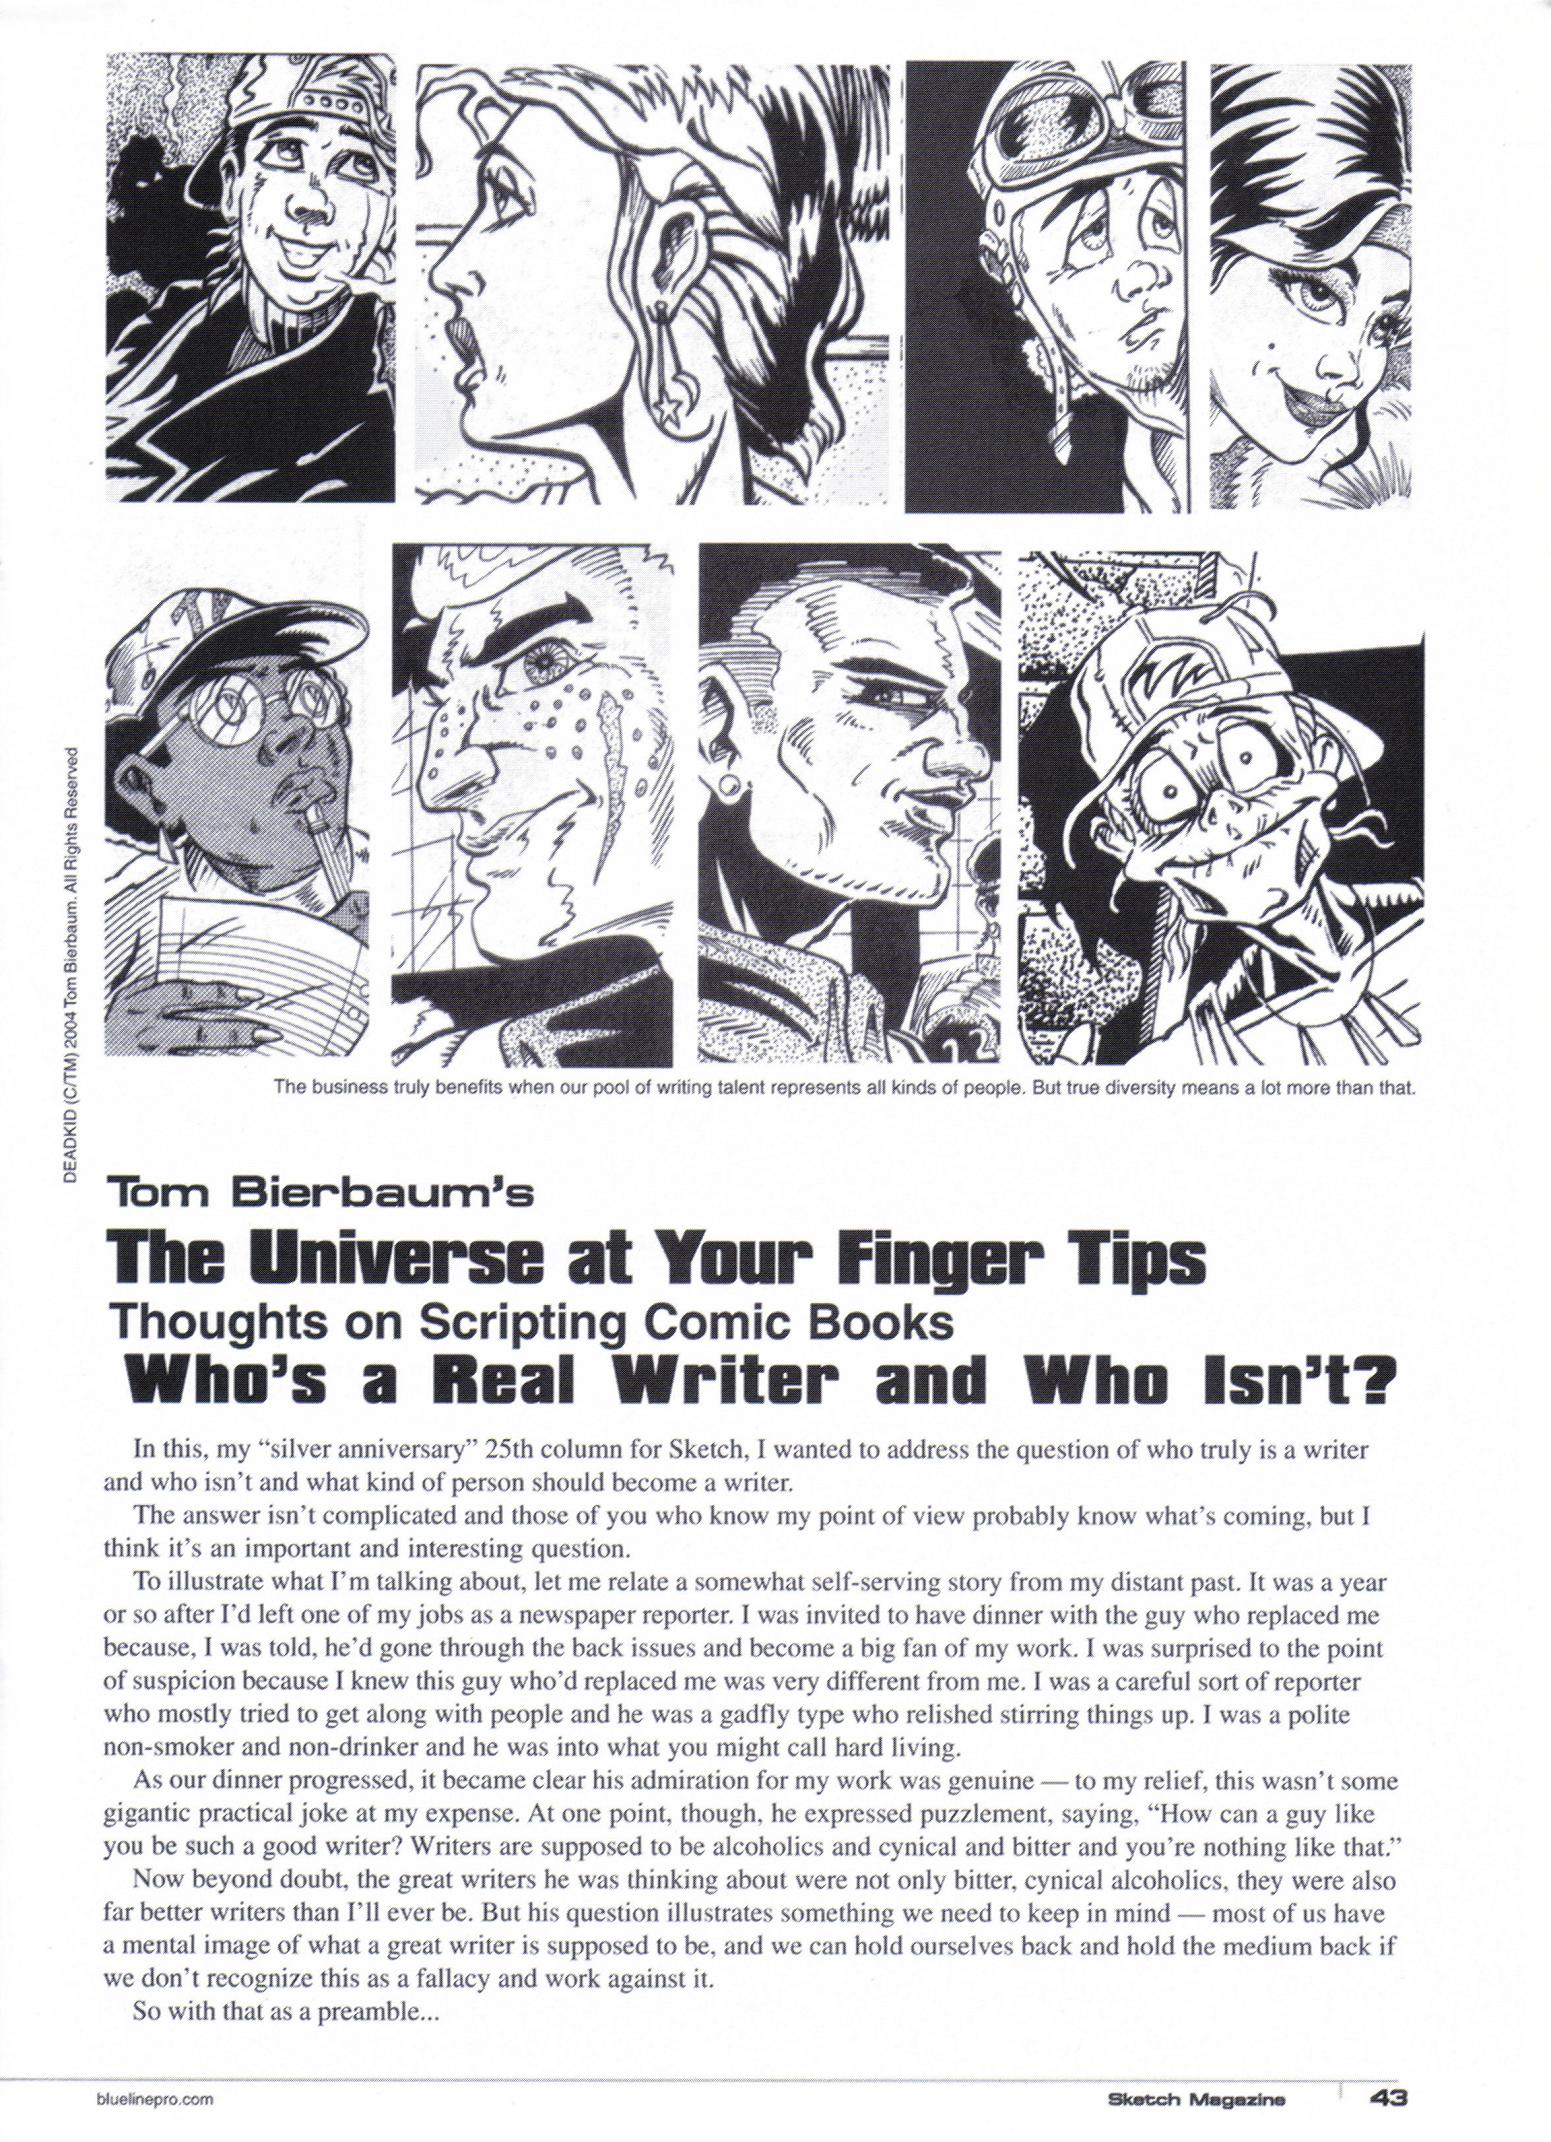 DEADKID (C/TM) 2004 Tom Bierbaum. All Rights Reserved
The business truly benefits when our pool of writing talent represents all kinds of people. But true diversity means a lot more than that.
Tom Bierbaum's
The Universe at Your Finger Tips
Thoughts on Scripting Comic Books
Who's a Real Writer and Who Isn't?
In this, my “silver anniversary” 25th column for Sketch, I wanted to address the question of who truly is a writer
and who isn't and what kind of person should become a writer.
The answer isn't complicated and those of you who know my point of view probably know what's coming, but I
think it's an important and interesting question.
To illustrate what I'm talking about, let me relate a somewhat self-serving story from my distant past. It was a year
or so after I'd left one of my jobs as a newspaper reporter. I was invited to have dinner with the guy who replaced me
because, I was told, he'd gone through the back issues and become a big fan of my work. I was surprised to the point
of suspicion because I knew this guy who'd replaced me was very different from me. I was a careful sort of reporter
who mostly tried to get along with people and he was a gadfly type who relished stirring things up. I was a polite
non-smoker and non-drinker and he was into what you might call hard living.
As our dinner progressed, it became clear his admiration for my work was genuine — to my relief, this wasn't some
gigantic practical joke at my expense. At one point, though, he expressed puzzlement, saying, “How can a guy like
you be such a good writer? Writers are supposed to be alcoholics and cynical and bitter and you're nothing like that.”
Now beyond doubt, the great writers he was thinking about were not only bitter, cynical alcoholics, they were also
far better writers than I'll ever be. But his question illustrates something we need to keep in mind — most of us have
a mental image of what a great writer is supposed to be, and we can hold ourselves back and hold the medium back if
we don't recognize this as a fallacy and work against it.
So with that as a preamble...
bluelinepro.com
Sketch Magazine 43